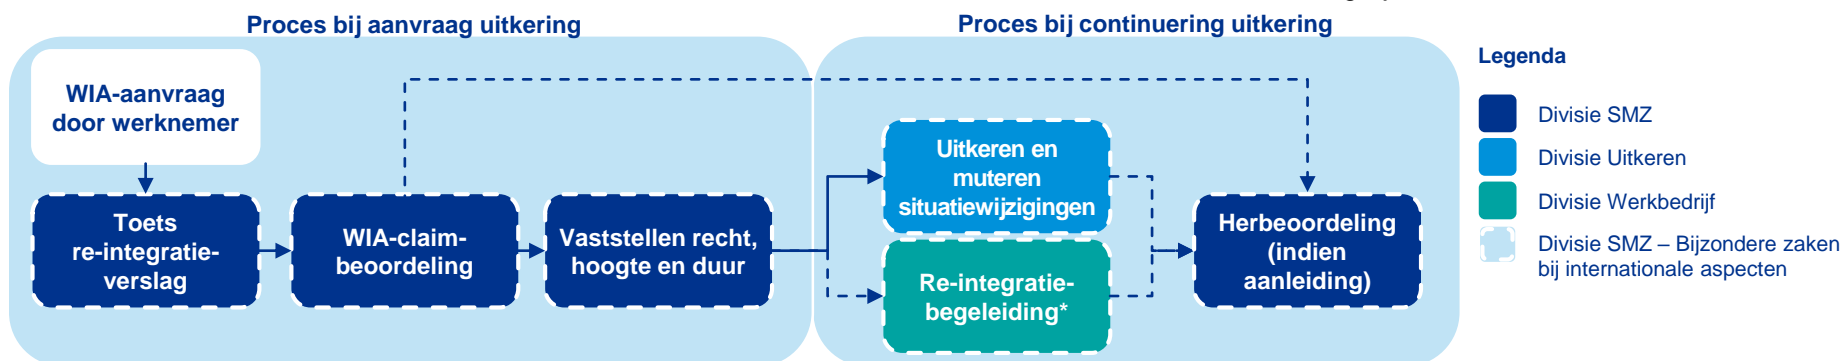 Proces bij aanvraag uitkering
Proces bij continuering uitkering
WIA-aanvraag
door werknemer
Toets
re-integratie-
verslag
WIA-claim-
beoordeling
Vaststellen recht,
hoogte en duur
Uitkeren en
muteren
situatiewijzigingen
Re-integratie-
begeleiding*
Herbeoordeling
(indien
aanleiding)
Legenda
Divisie SMZ
Divisie Uitkeren
Divisie Werkbedrijf
Divisie SMZ – Bijzondere zaken
bij internationale aspecten